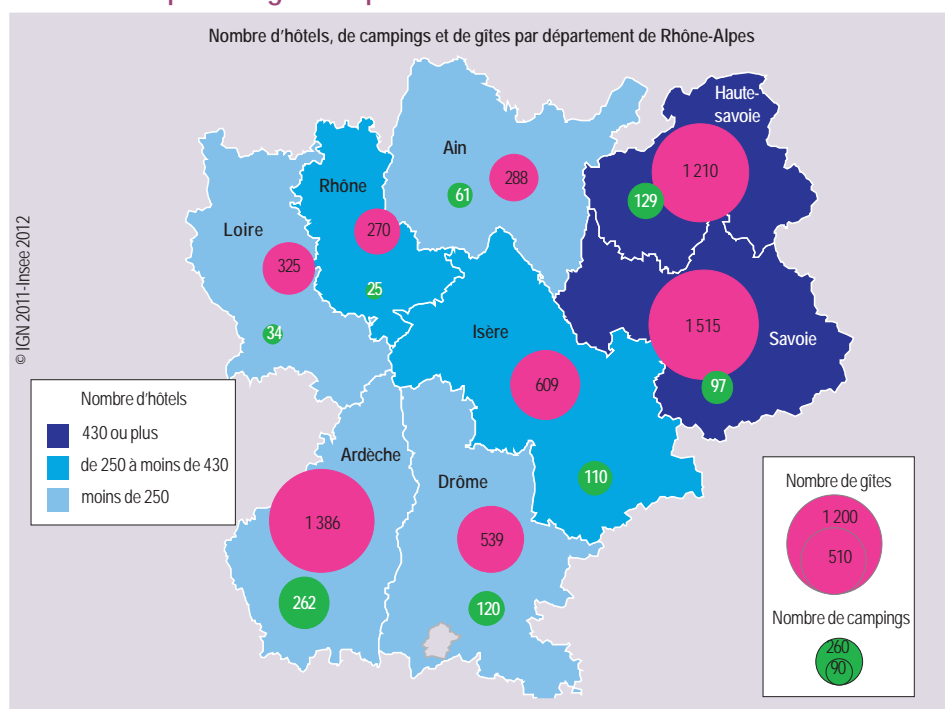 Nombre d'hôtels, de campings et de gîtes par département de Rhône-Alpes
Haute-
savoie
1 210
129
Ain
288
61
Rhône
270
25
Loire
325
34
Isère
609
110
1 515
Savoie
97
Ardèche
1 386
262
Drôme
539
120
© IGN 2011-Insee 2012
Nombre d'hôtels
430 ou plus
de 250 à moins de 430
moins de 250
Nombre de gîtes
1 200
510
Nombre de campings
260
90